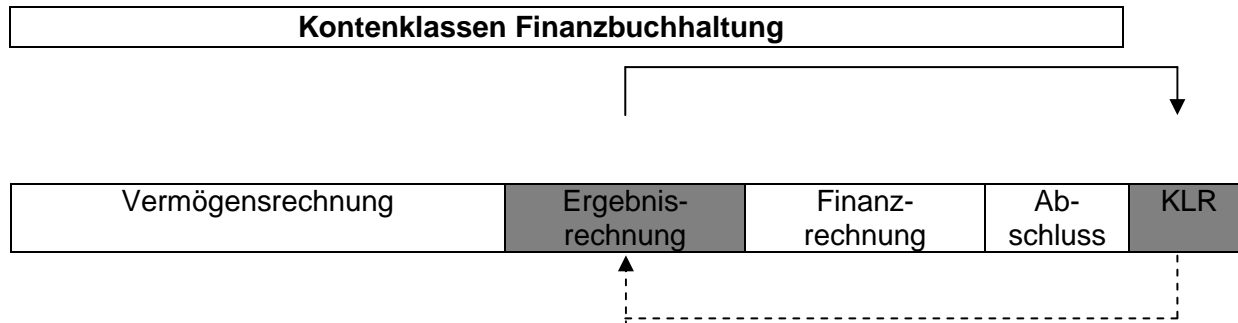 Kontenklassen Finanzbuchhaltung
Vermögensrechnung Ergebnis- Finanz- Ab- KLR
rechnung rechnung schluss